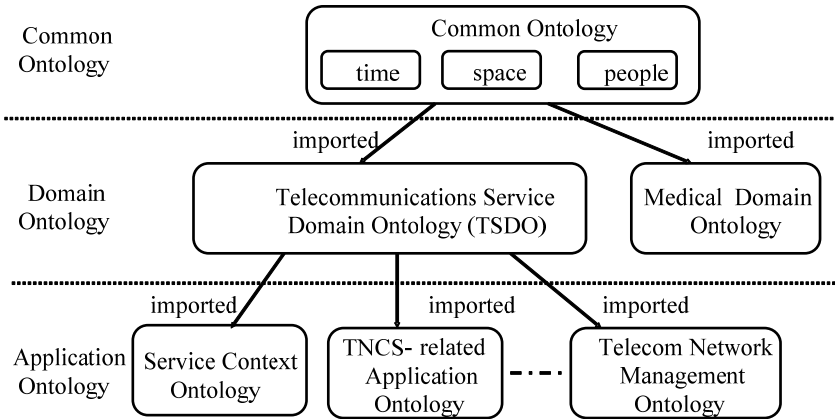 Common
Ontology
Common Ontology
time
space
people
imported
imported
Domain
Ontology
Telecommunications Service
Domain Ontology (TSDO)
Medical Domain
Ontology
imported
imported
imported
Application
Ontology
Service Context
Ontology
TNCS- related
Application
Ontology
Telecom Network
Management
Ontology